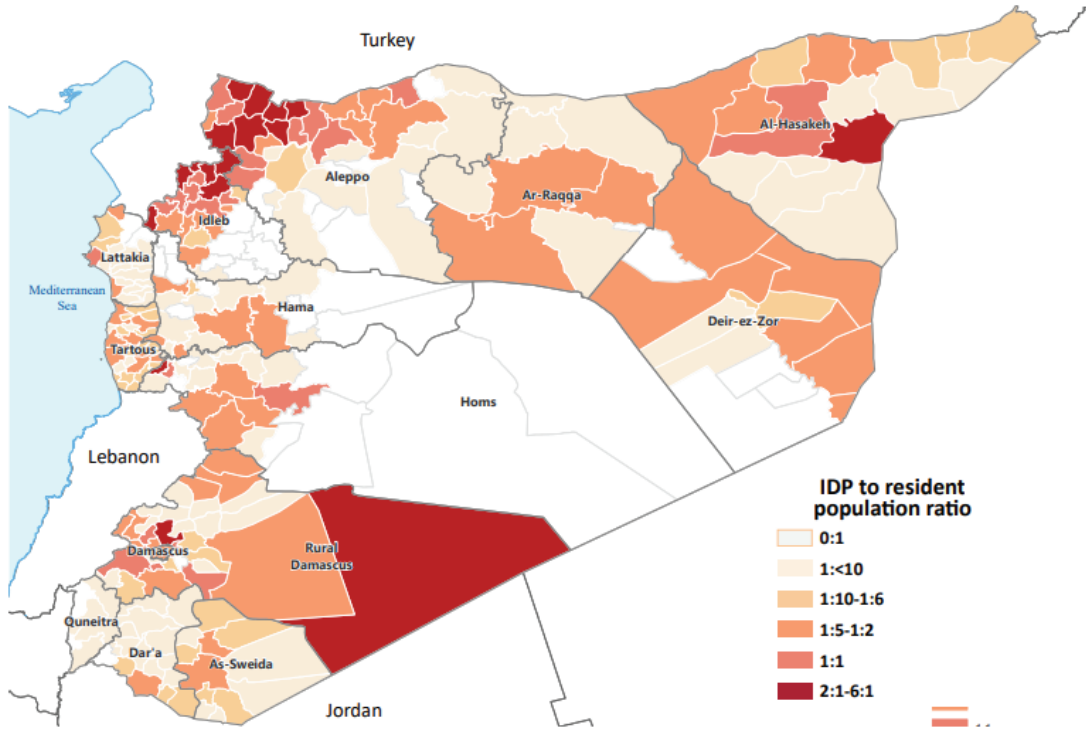 Turkey
Al-Hasakeh
Aleppo
Ar-Raqqa
Idleb
Lattakia
Mediterranean
Sea
Hama
Deir-ez-Zor
Tartous
Homs
Lebanon
IDP to resident
population ratio
0:1
1:<10
1:10-1:6
1:5-1:2
1:1
2:1-6:1
Damascus
Rural
Damascus
Quneitra
Dar'a
As-Sweida
Jordan